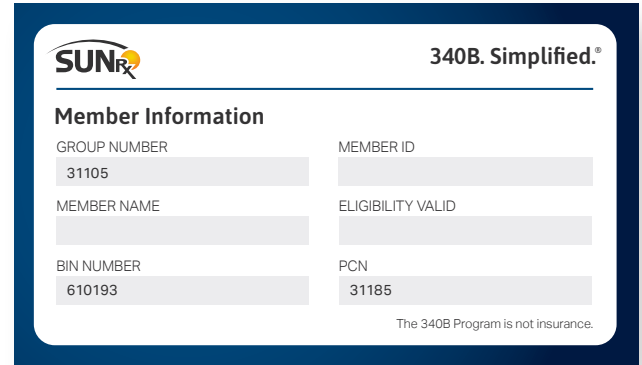 SUNRx
340B. Simplified.®
Member Information
GROUP NUMBER
31105
MEMBER ID
MEMBER NAME
ELIGIBILITY VALID
BIN NUMBER
610193
PCN
31185
The 340B Program is not insurance.